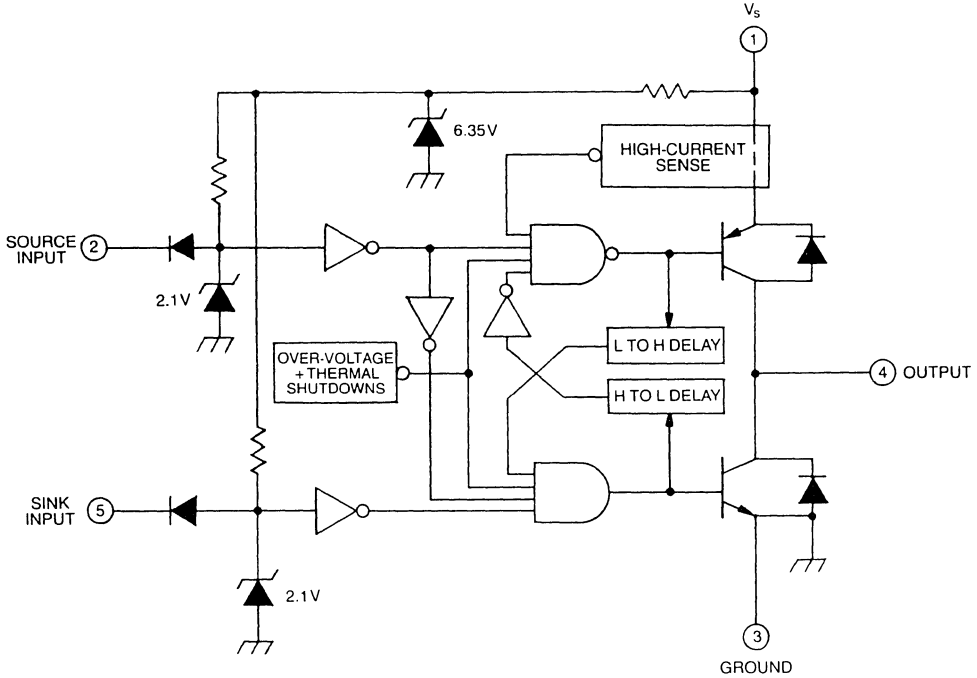 Vs
1
6.35V
HIGH-CURRENT
SENSE
SOURCE
INPUT
2
2.1V
L TO H DELAY
OVER-VOLTAGE
+ THERMAL
SHUTDOWNS
4
OUTPUT
H TO L DELAY
SINK
INPUT
5
2.1V
3
GROUND